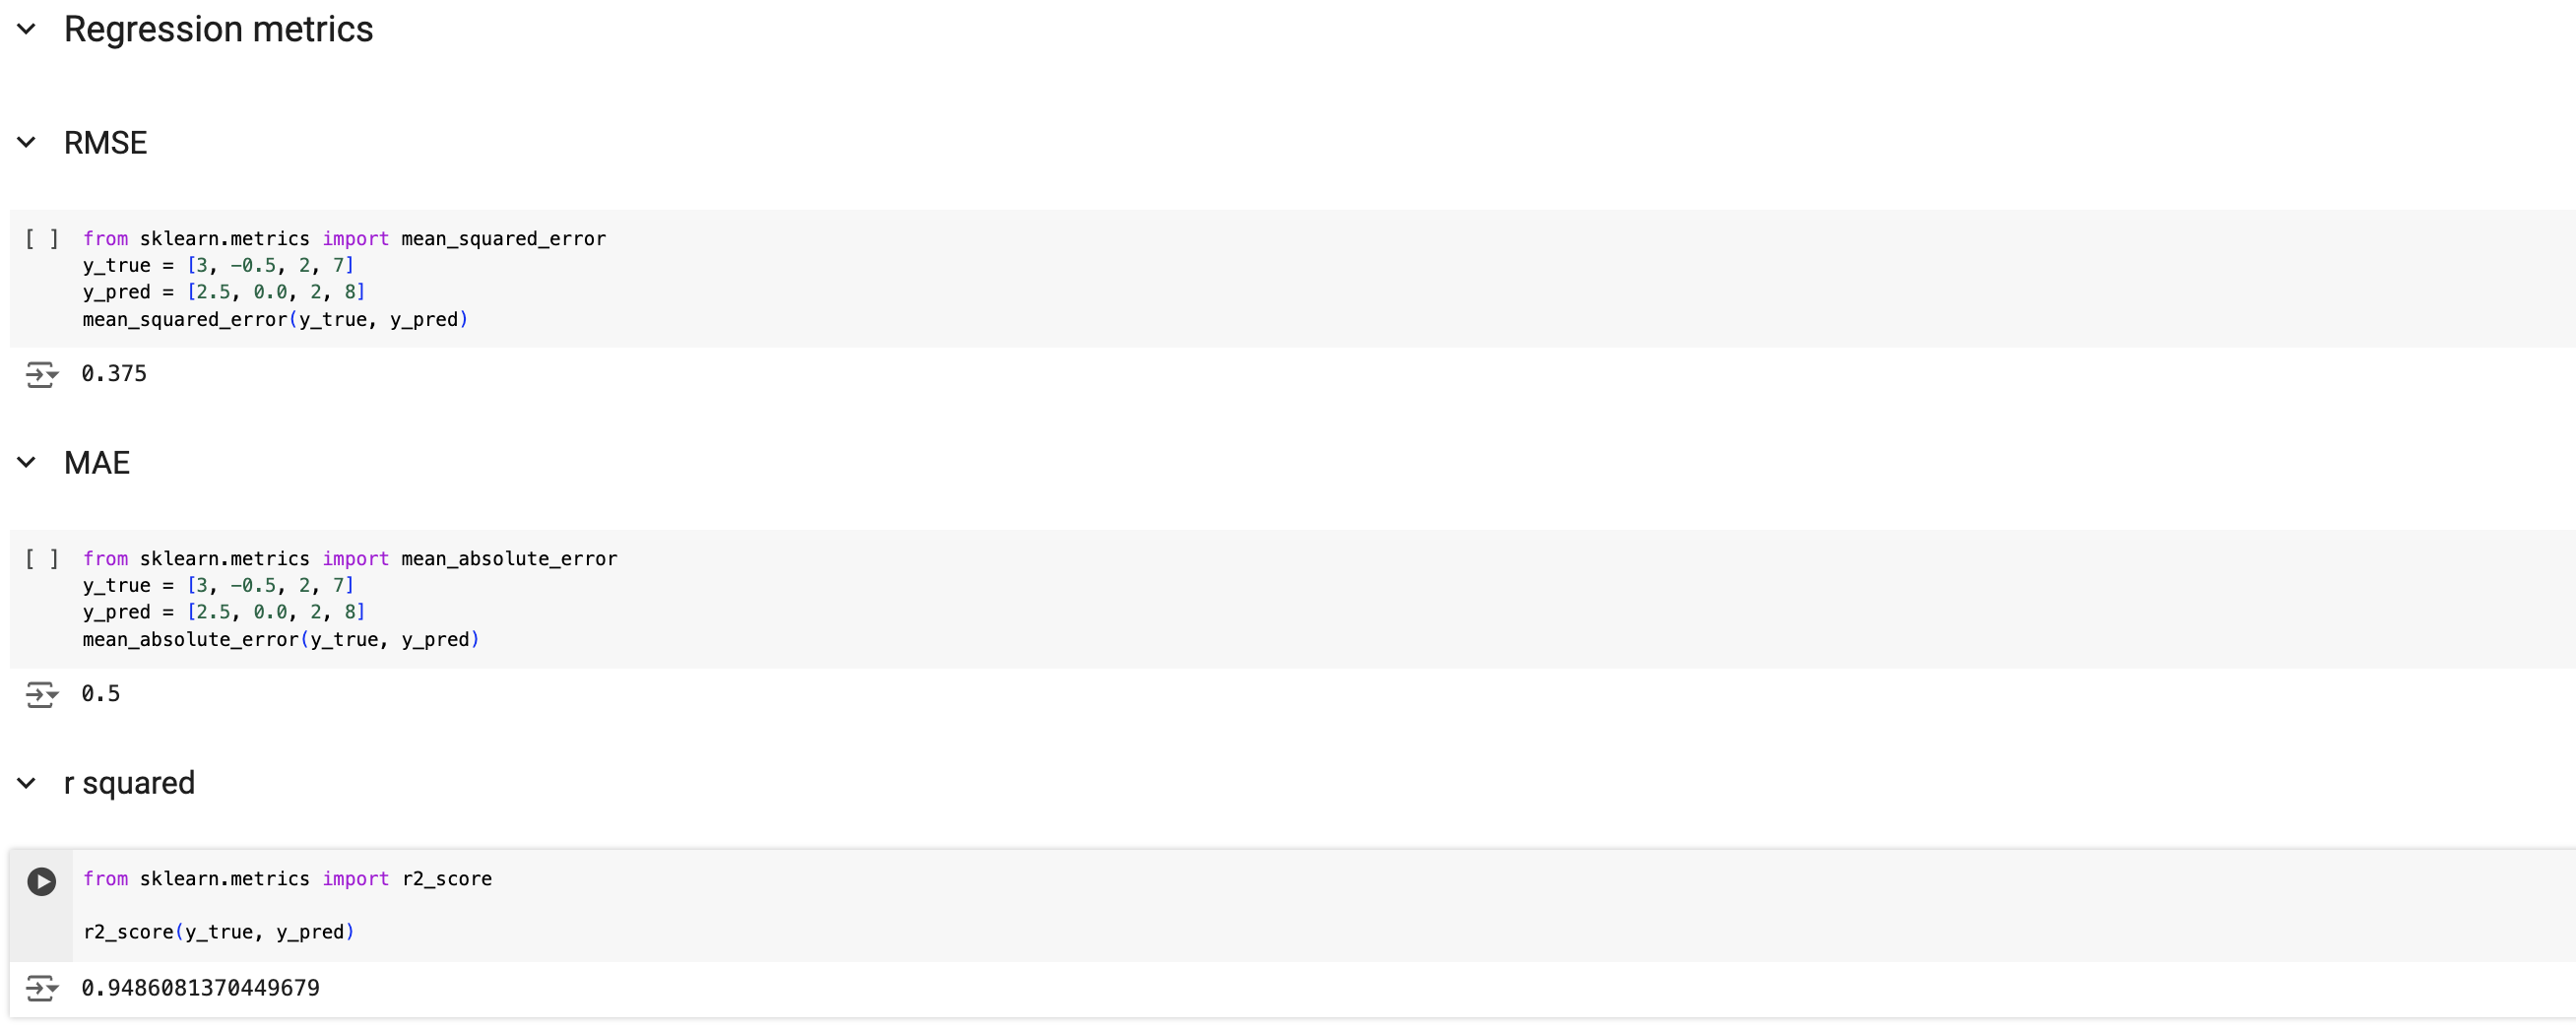 Regression metrics
RMSE
[ ] from sklearn.metrics import mean_squared_error
y_true = [3, -0.5, 2, 7]
y_pred = [2.5, 0.0, 2, 8]
mean_squared_error(y_true, y_pred)
0.375
MAE
[ ] from sklearn.metrics import mean_absolute_error
y_true = [3, -0.5, 2, 7]
y_pred = [2.5, 0.0, 2, 8]
mean_absolute_error(y_true, y_pred)
0.5
r squared
from sklearn.metrics import r2_score
r2_score(y_true, y_pred)
0.9486081370449679